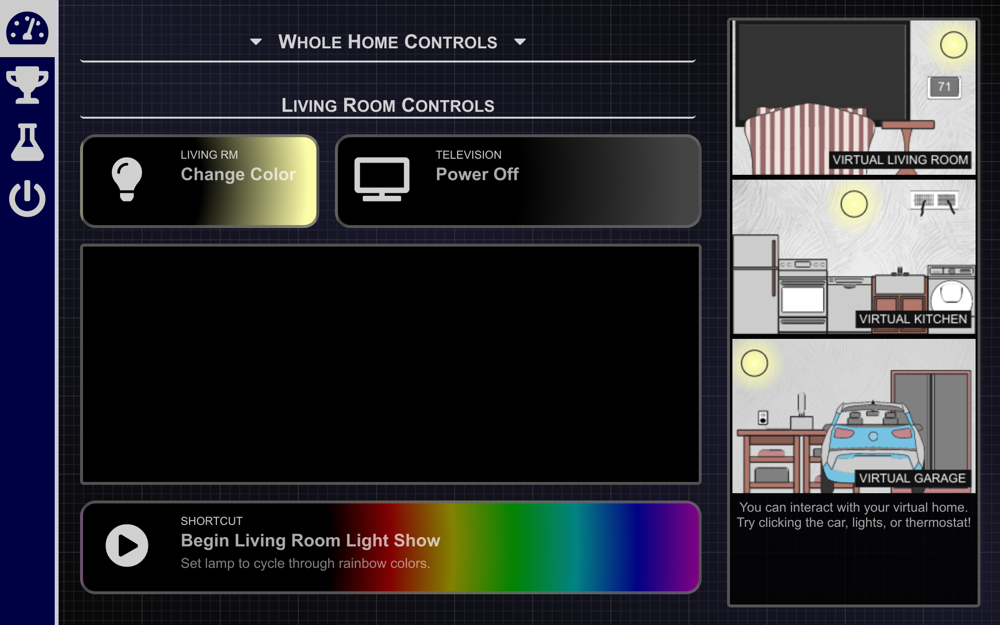 WHOLE HOME CONTROLS
LIVING ROOM CONTROLS
LIVING RM
Change Color
TELEVISION
Power Off
SHORTCUT
Begin Living Room Light Show
Set lamp to cycle through rainbow colors.
71
VIRTUAL LIVING ROOM
VIRTUAL KITCHEN
VIRTUAL GARAGE
You can interact with your virtual home.
Try clicking the car, lights, or thermostat!